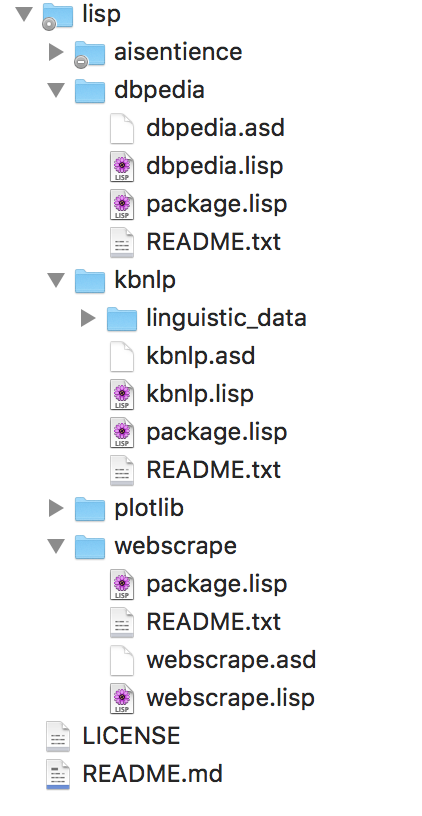 lisp
aisentience
dbpedia
dbpedia.asd
LISP dbpedia.lisp
LISP package.lisp
README.txt
kbnlp
linguistic_data
kbnlp.asd
LISP kbnlp.lisp
LISP package.lisp
README.txt
plotlib
webscrape
LISP package.lisp
README.txt
webscrape.asd
LISP webscrape.lisp
LICENSE
README.md